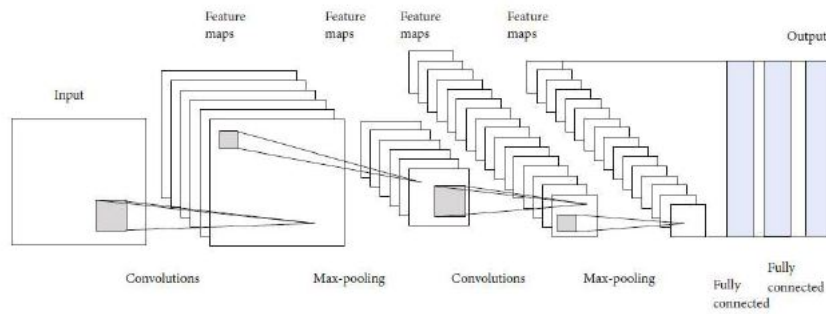 Feature
maps
Feature
maps
Feature
maps
Feature
maps
Output
Input
Convolutions
Max-pooling
Convolutions
Max-pooling
Fully
connected
Fully
connected